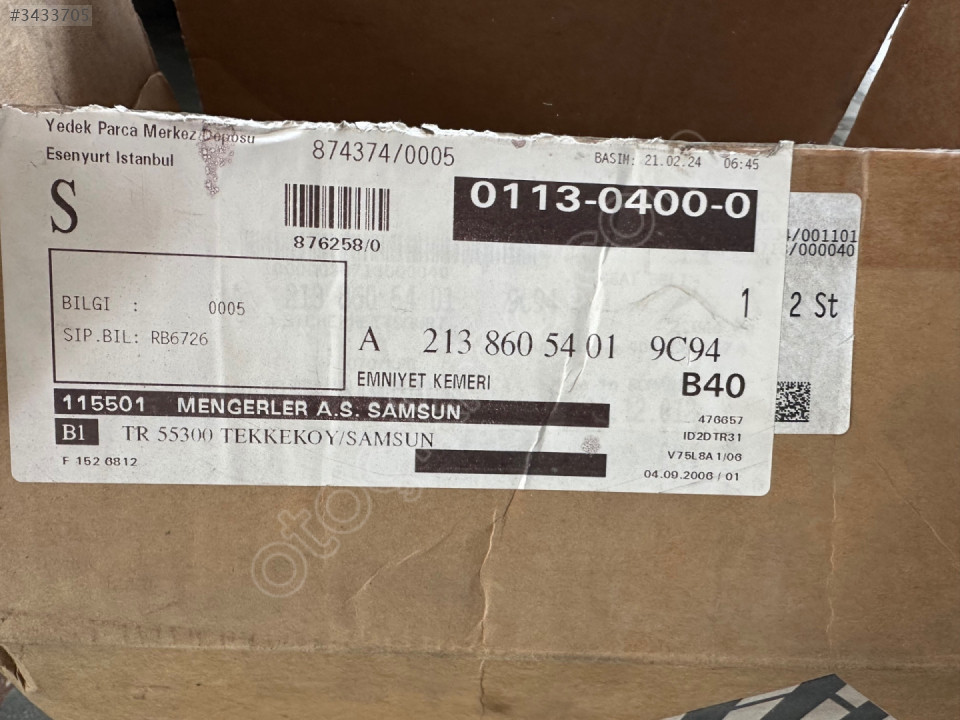 #3433705
Yedek Parca Merkez Deposu
Esenyurt Istanbul
874374/0005
BASIM: 21.02.24 06:45
S
876258/0
0113-0400-0
/001101
/000040
BILGI : 0005
SIP.BIL: RB6726
1
2 St
A 213 860 54 01 9C94
EMNIYET KEMERI
B40
115501 MENGERLER A.S. SAMSUN
476657
B1 TR 55300 TEKKEKOY/SAMSUN
ID2DTR31
F 152 6812
V75L8A 1/06
04.09.2006 / 01